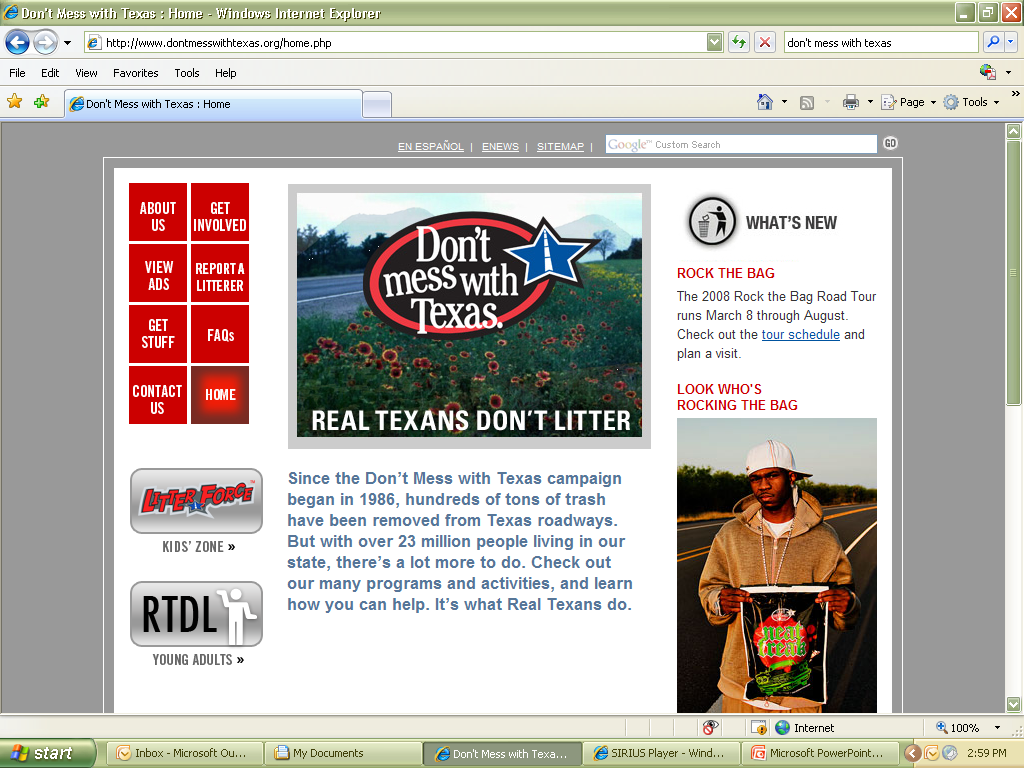 Don't Mess with Texas : Home - Windows Internet Explorer
http://www.dontmesswithtexas.org/home.php
don't mess with texas
File Edit View Favorites Tools Help
Don't Mess with Texas : Home
Page Tools
EN ESPAÑOL | ENEWS | SITEMAP |
Google™ Custom Search
GO
ABOUT
US
GET
INVOLVED
VIEW
ADS
REPORT A
LITTERER
GET
STUFF
FAQs
CONTACT
US
HOME
LITTER FORCE
KIDS' ZONE »
RTDL
YOUNG ADULTS »
Don't
mess with
Texas.
REAL TEXANS DON'T LITTER
Since the Don't Mess with Texas campaign
began in 1986, hundreds of tons of trash
have been removed from Texas roadways.
But with over 23 million people living in our
state, there's a lot more to do. Check out
our many programs and activities, and learn
how you can help. It's what Real Texans do.
WHAT'S NEW
ROCK THE BAG
The 2008 Rock the Bag Road Tour
runs March 8 through August.
Check out the tour schedule and
plan a visit.
LOOK WHO'S
ROCKING THE BAG
neat
freak
Internet
100%
start
Inbox - Microsoft Ou...
My Documents
Don't Mess with Texa...
SIRIUS Player - Wind...
Microsoft PowerPoint...
2:59 PM